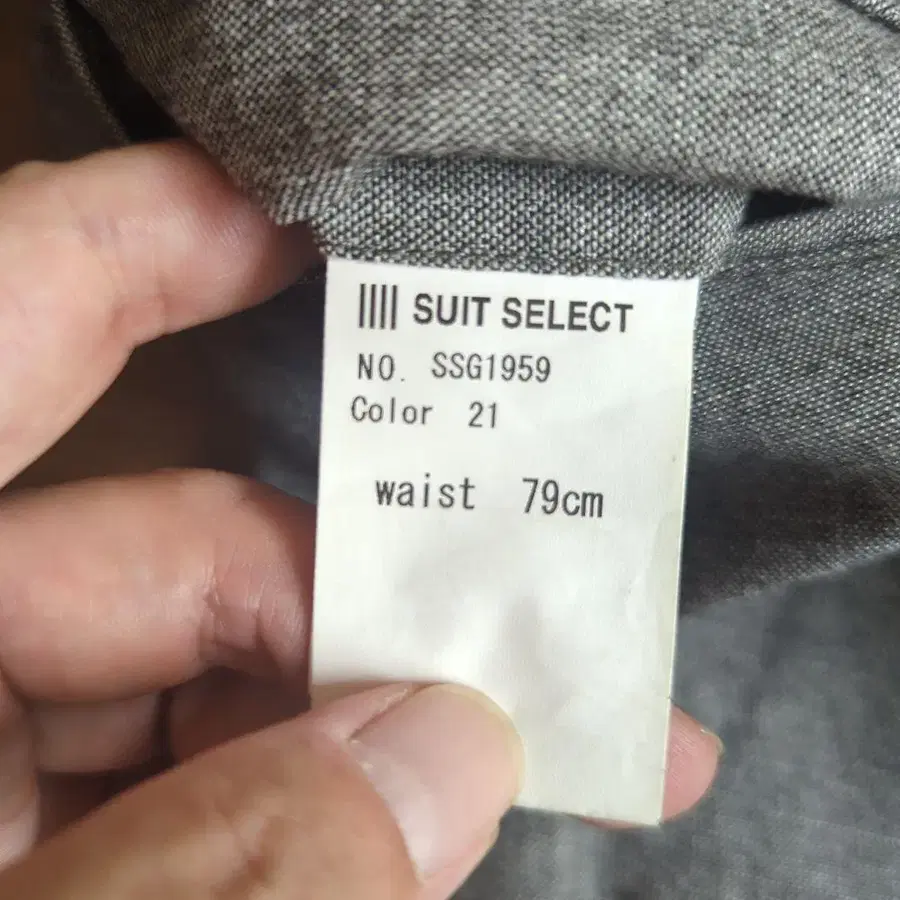 SUIT SELECT
NO. SSG1959
Color 21
waist 79cm